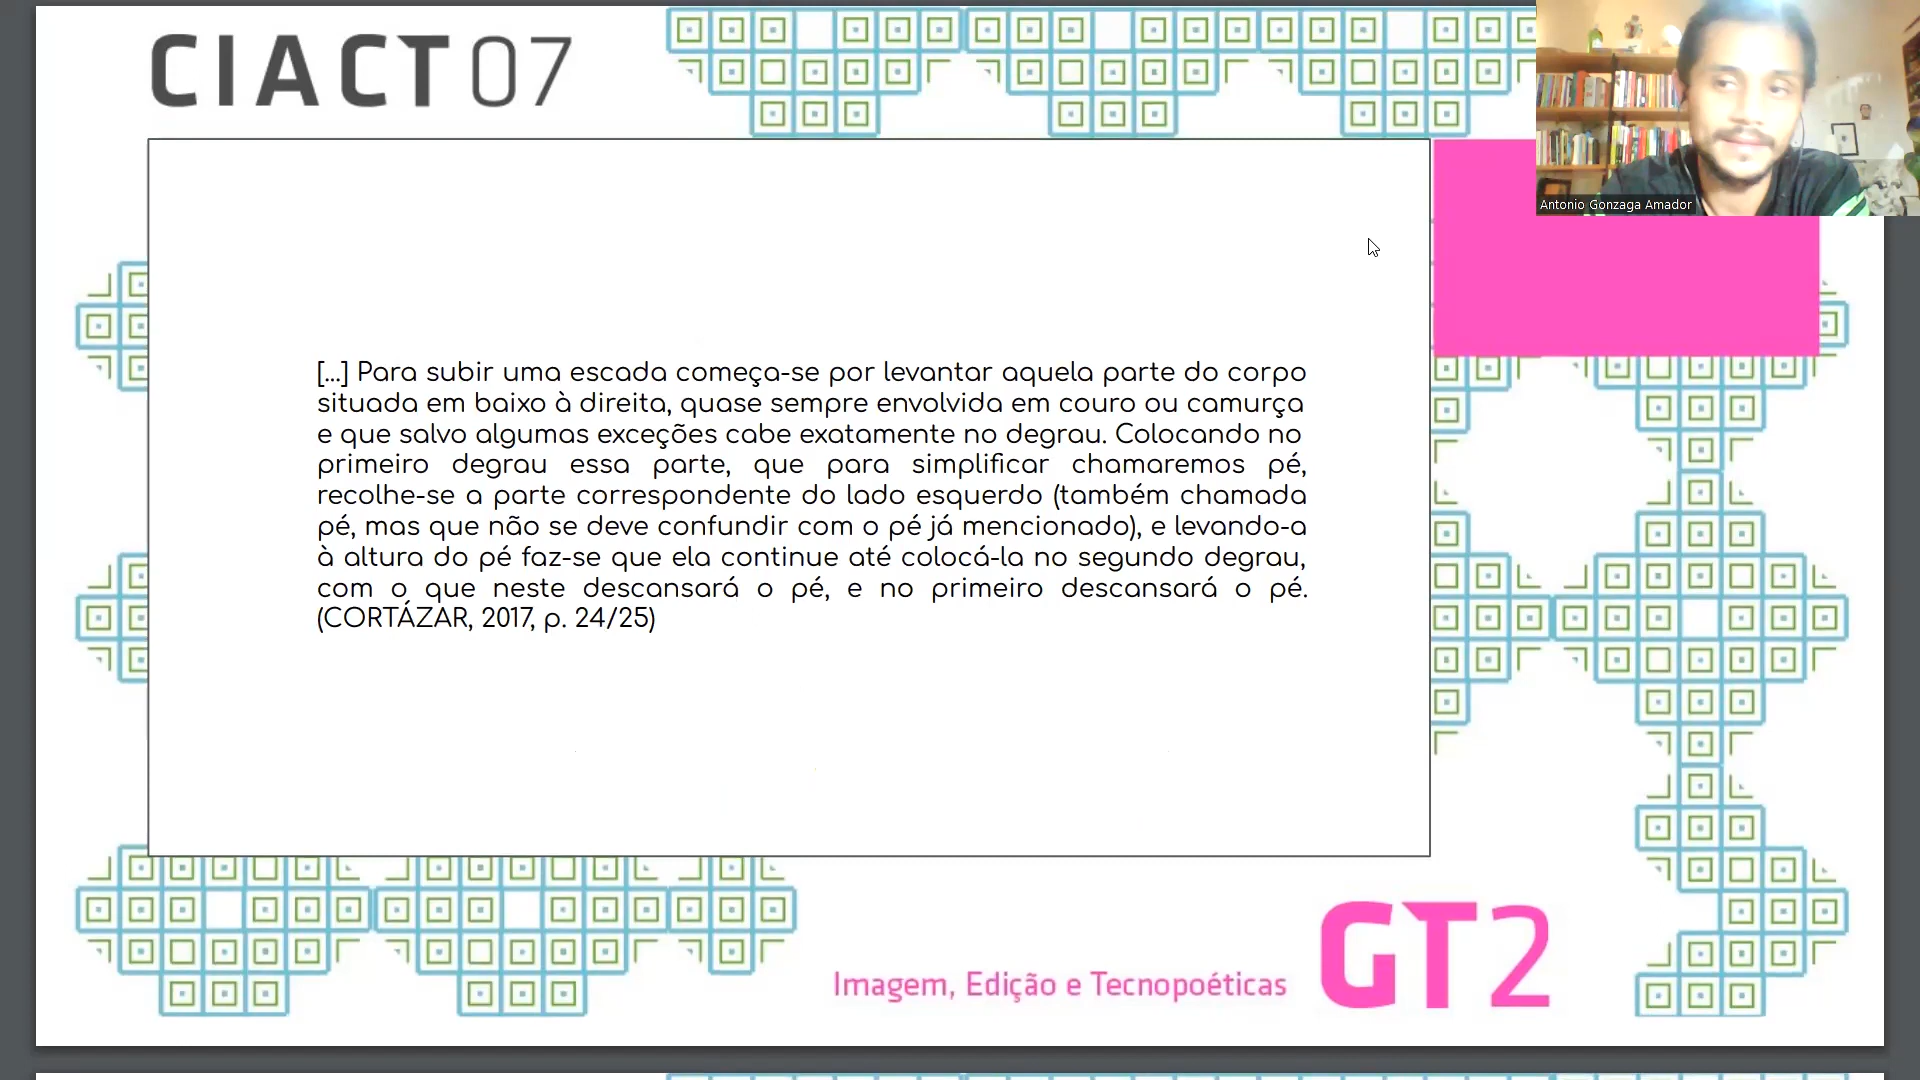 CIACT07
Antonio Gonzaga Amador
[...] Para subir uma escada começa-se por levantar aquela parte do corpo
situada em baixo à direita, quase sempre envolvida em couro ou camurça
e que salvo algumas exceções cabe exatamente no degrau. Colocando no
primeiro degrau essa parte, que para simplificar chamaremos pé,
recolhe-se a parte correspondente do lado esquerdo (também chamada
pé, mas que não se deve confundir com o pé já mencionado), e levando-a
à altura do pé faz-se que ela continue até colocá-la no segundo degrau,
com o que neste descansará o pé, e no primeiro descansará o pé.
(CORTÁZAR, 2017, p. 24/25)
Imagem, Edição e Tecnopoéticas
GT2